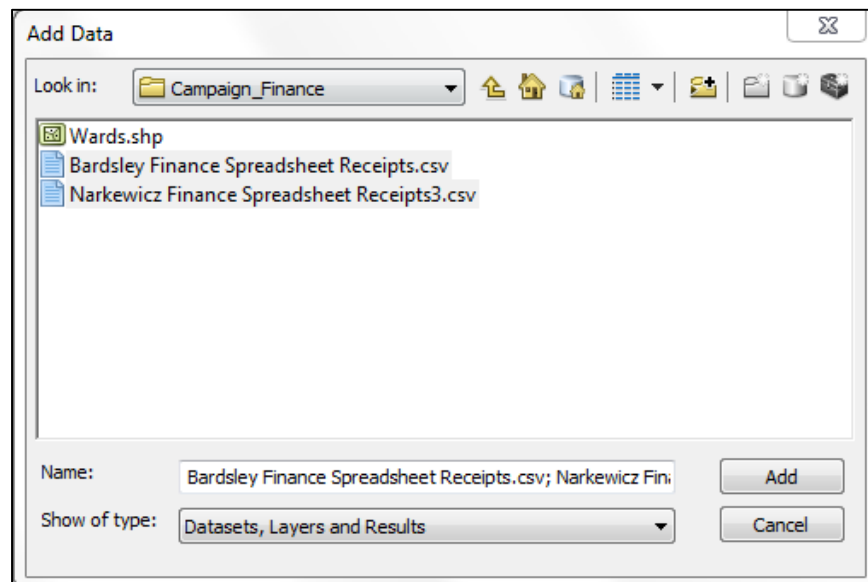 Add Data
Look in: Campaign_Finance
Wards.shp
Bardsley Finance Spreadsheet Receipts.csv
Narkewicz Finance Spreadsheet Receipts3.csv
Name: Bardsley Finance Spreadsheet Receipts.csv; Narkewicz Fin
Add
Show of type: Datasets, Layers and Results
Cancel